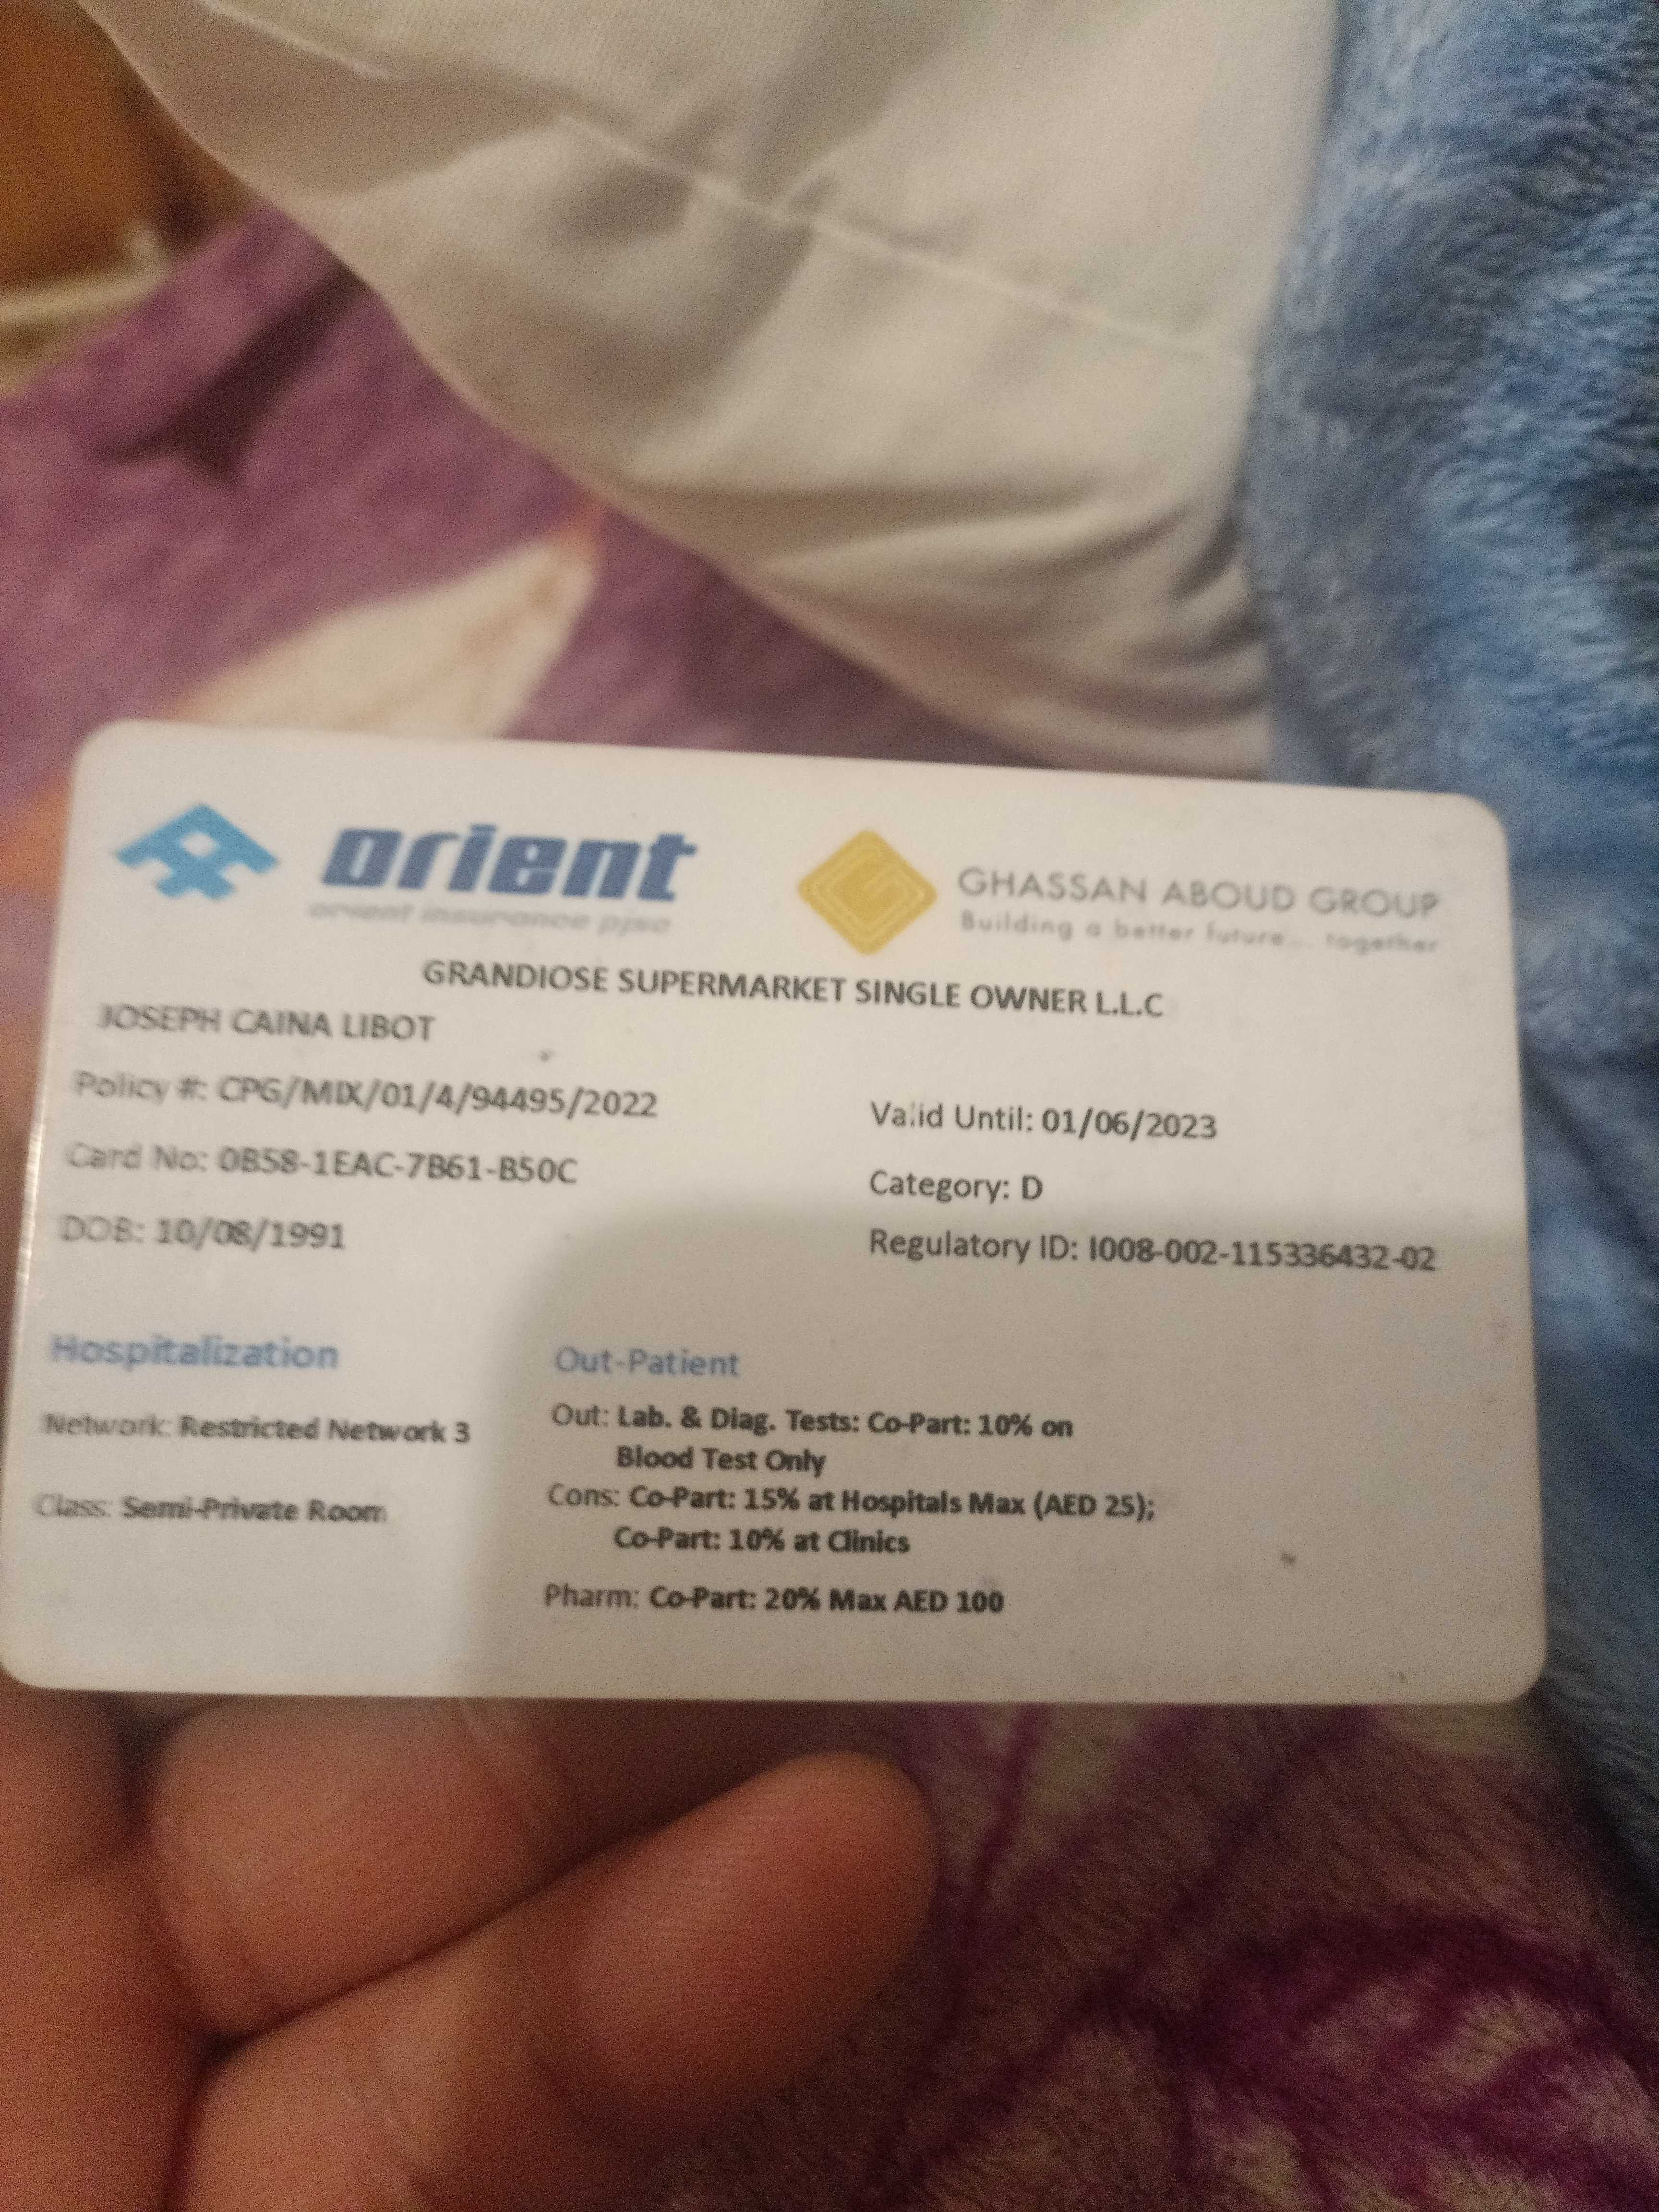 orient
orient insurance pjsc
GHASSAN ABOUD GROUP
Building a better future... together
GRANDIOSE SUPERMARKET SINGLE OWNER L.L.C
JOSEPH CAINA LIBOT
Policy #: CPG/MIX/01/4/94495/2022
Valid Until: 01/06/2023
Card No: 0B58-1EAC-7B61-B50C
Category: D
DOB: 10/08/1991
Regulatory ID: I008-002-115336432-02
Hospitalization
Network: Restricted Network 3
Class: Semi-Private Room
Out-Patient
Out: Lab. & Diag. Tests: Co-Part: 10% on
Blood Test Only
Cons: Co-Part: 15% at Hospitals Max (AED 25);
Co-Part: 10% at Clinics
Pharm: Co-Part: 20% Max AED 100